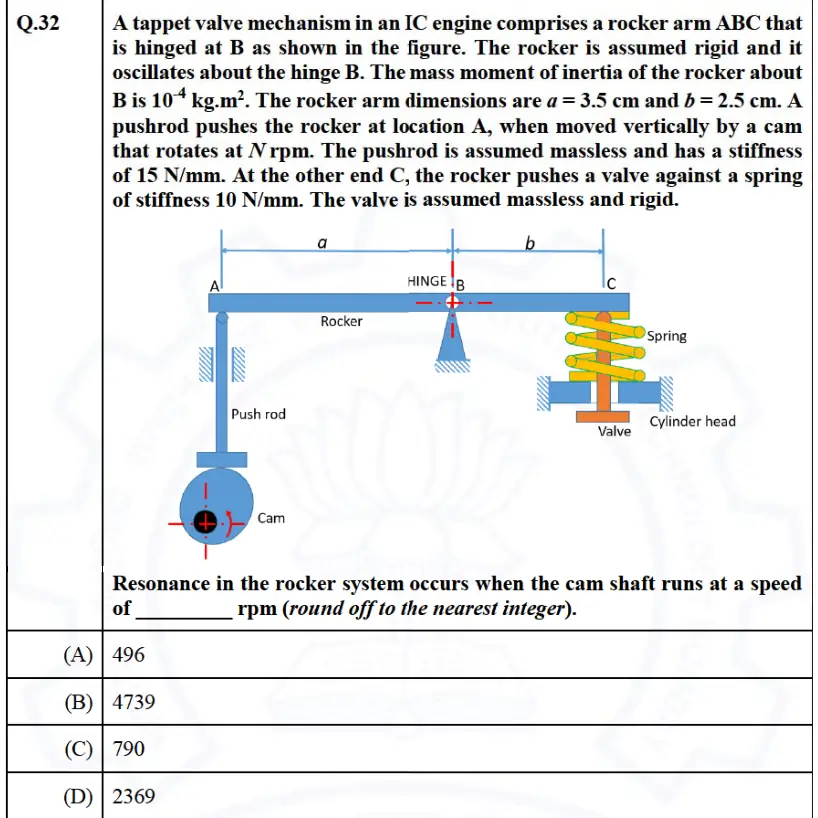 Q.32
A tappet valve mechanism in an IC engine comprises a rocker arm ABC that
is hinged at B as shown in the figure. The rocker is assumed rigid and it
oscillates about the hinge B. The mass moment of inertia of the rocker about
B is 10⁻⁴ kg.m². The rocker arm dimensions are a = 3.5 cm and b = 2.5 cm. A
pushrod pushes the rocker at location A, when moved vertically by a cam
that rotates at N rpm. The pushrod is assumed massless and has a stiffness
of 15 N/mm. At the other end C, the rocker pushes a valve against a spring
of stiffness 10 N/mm. The valve is assumed massless and rigid.
a
b
A
HINGE
B
C
Rocker
Spring
Push rod
Valve
Cylinder head
Cam
Resonance in the rocker system occurs when the cam shaft runs at a speed
of __________ rpm (round off to the nearest integer).
(A) 496
(B) 4739
(C) 790
(D) 2369